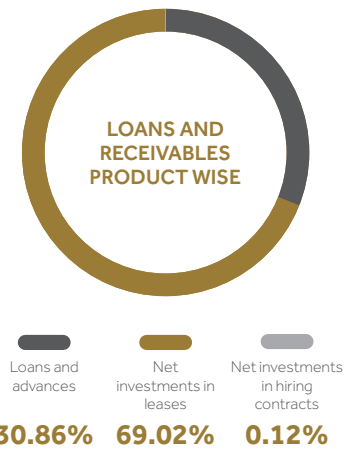 LOANS AND
RECEIVABLES
PRODUCT WISE
Loans and
advances
30.86%
Net
investments in
leases
69.02%
Net investments
in hiring
contracts
0.12%